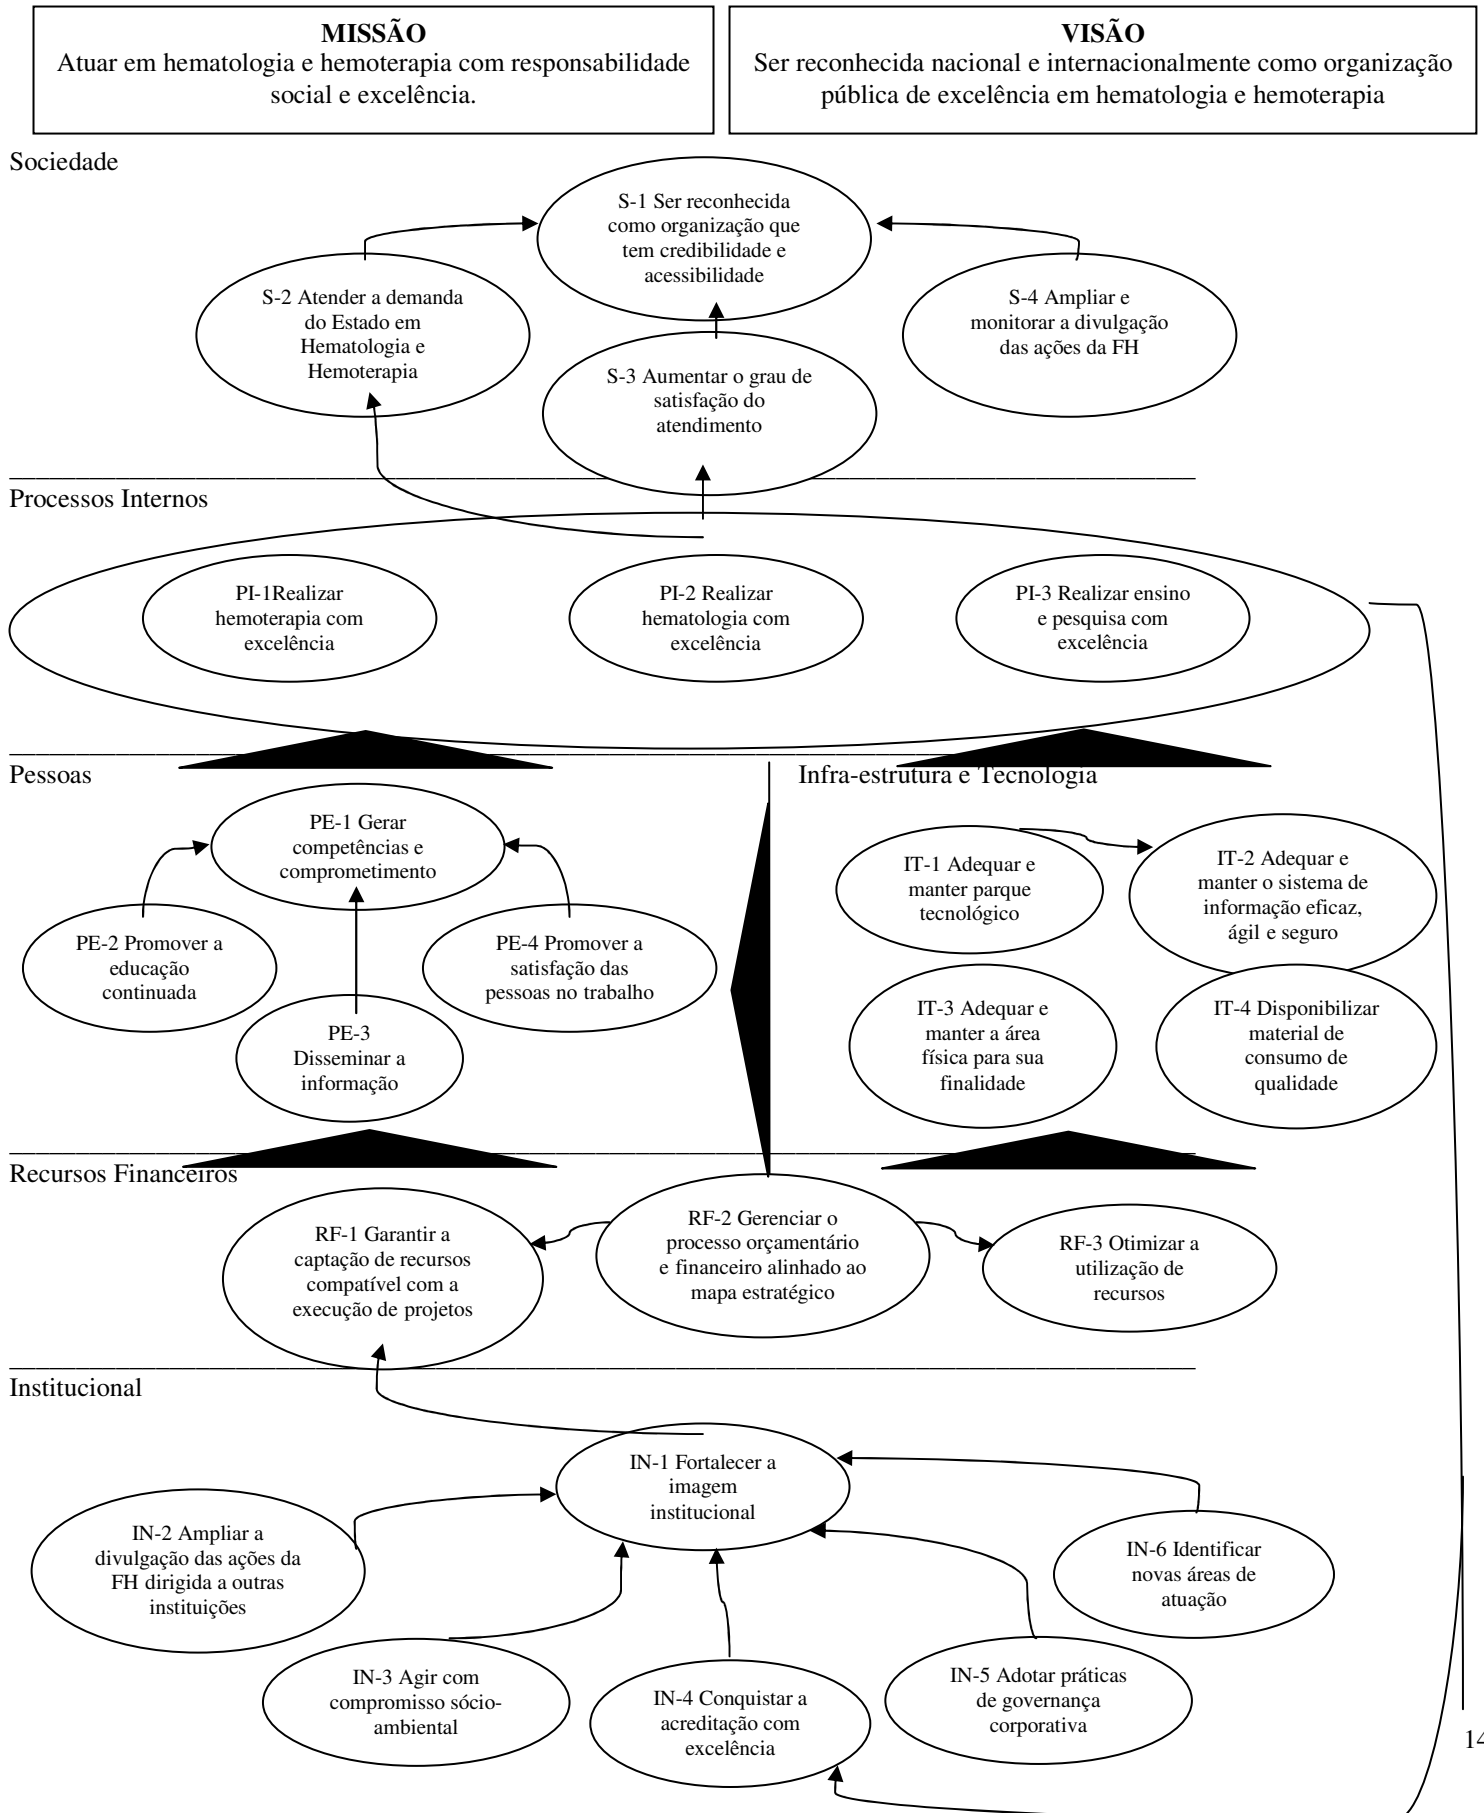 MISSÃO
Atuar em hematologia e hemoterapia com responsabilidade
social e excelência.
VISÃO
Ser reconhecida nacional e internacionalmente como organização
pública de excelência em hematologia e hemoterapia
Sociedade
S-1 Ser reconhecida
como organização que
tem credibilidade e
acessibilidade
S-2 Atender a demanda
do Estado em
Hematologia e
Hemoterapia
S-3 Aumentar o grau de
satisfação do
atendimento
S-4 Ampliar e
monitorar a divulgação
das ações da FH
Processos Internos
PI-1Realizar
hemoterapia com
excelência
PI-2 Realizar
hematologia com
excelência
PI-3 Realizar ensino
e pesquisa com
excelência
Pessoas
PE-1 Gerar
competências e
comprometimento
PE-2 Promover a
educação
continuada
PE-3
Disseminar a
informação
PE-4 Promover a
satisfação das
pessoas no trabalho
Infra-estrutura e Tecnologia
IT-1 Adequar e
manter parque
tecnológico
IT-2 Adequar e
manter o sistema de
informação eficaz,
ágil e seguro
IT-3 Adequar e
manter a área
física para sua
finalidade
IT-4 Disponibilizar
material de
consumo de
qualidade
Recursos Financeiros
RF-1 Garantir a
captação de recursos
compatível com a
execução de projetos
RF-2 Gerenciar o
processo orçamentário
e financeiro alinhado ao
mapa estratégico
RF-3 Otimizar a
utilização de
recursos
Institucional
IN-1 Fortalecer a
imagem
institucional
IN-2 Ampliar a
divulgação das ações da
FH dirigida a outras
instituições
IN-3 Agir com
compromisso sócio-
ambiental
IN-4 Conquistar a
acreditação com
excelência
IN-5 Adotar práticas
de governança
corporativa
IN-6 Identificar
novas áreas de
atuação
14